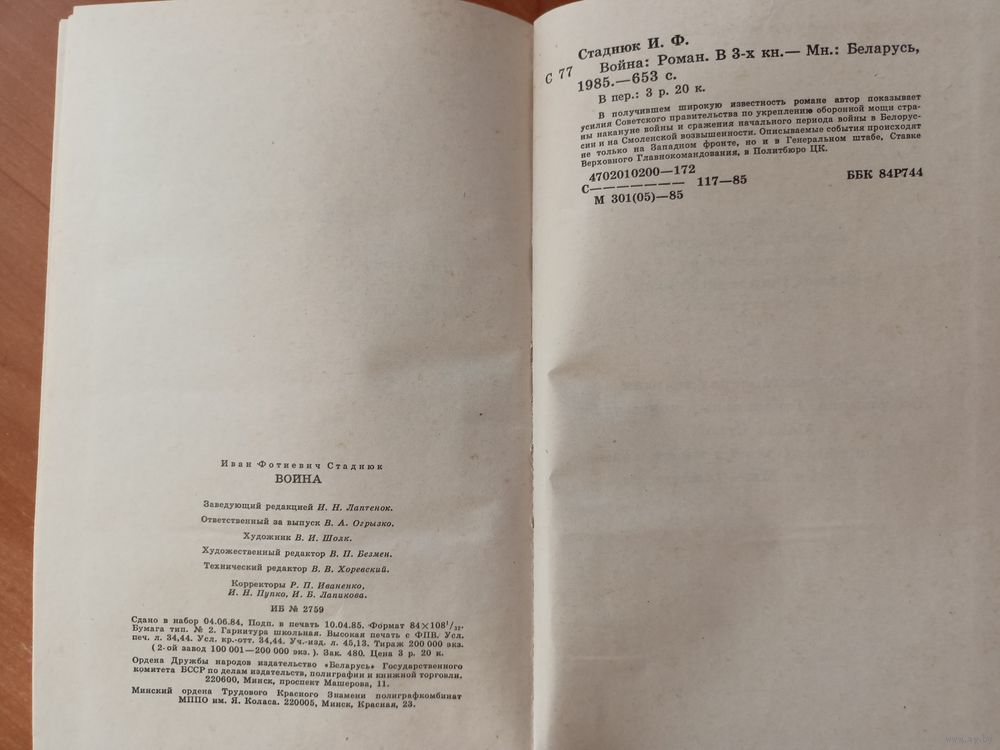 Иван Фотиевич Стаднюк
ВОЙНА
Заведующий редакцией И. Н. Лаптенок.
Ответственный за выпуск В. А. Огрызко.
Художник В. И. Шолк.
Художественный редактор В. П. Безмен.
Технический редактор В. В. Хоревский.
Корректоры Р. П. Иваненко,
И. Н. Пупко, И. Б. Лапикова.
ИБ № 2759
Сдано в набор 04.06.84. Подп. в печать 10.04.85. Формат 84×108¹/₃₂.
Бумага тип. № 2. Гарнитура школьная. Высокая печать с ФПВ. Усл.
печ. л. 34,44. Усл. кр.-отт. 34,44. Уч.-изд. л. 45,13. Тираж 200 000 экз.
(2-ой завод 100 001—200 000 экз.). Зак. 480. Цена 3 р. 20 к.
Ордена Дружбы народов издательство «Беларусь» Государственного
комитета БССР по делам издательств, полиграфии и книжной торговли.
220600, Минск, проспект Машерова, 11.
Минский ордена Трудового Красного Знамени полиграфкомбинат
МППО им. Я. Коласа. 220005, Минск, Красная, 23.
Стаднюк И. Ф.
С 77 Война: Роман. В 3-х кн.— Мн.: Беларусь,
1985.—653 с.
В пер.: 3 р. 20 к.
В получившем широкую известность романе автор показывает
усилия Советского правительства по укреплению оборонной мощи стра-
ны накануне войны и сражения начального периода войны в Белорус-
сии и на Смоленской возвышенности. Описываемые события происходят
не только на Западном фронте, но и в Генеральном штабе, Ставке
Верховного Главнокомандования, в Политбюро ЦК.
4702010200—172
С———————— 117—85 ББК 84Р744
М 301(05)—85
www.ay.by